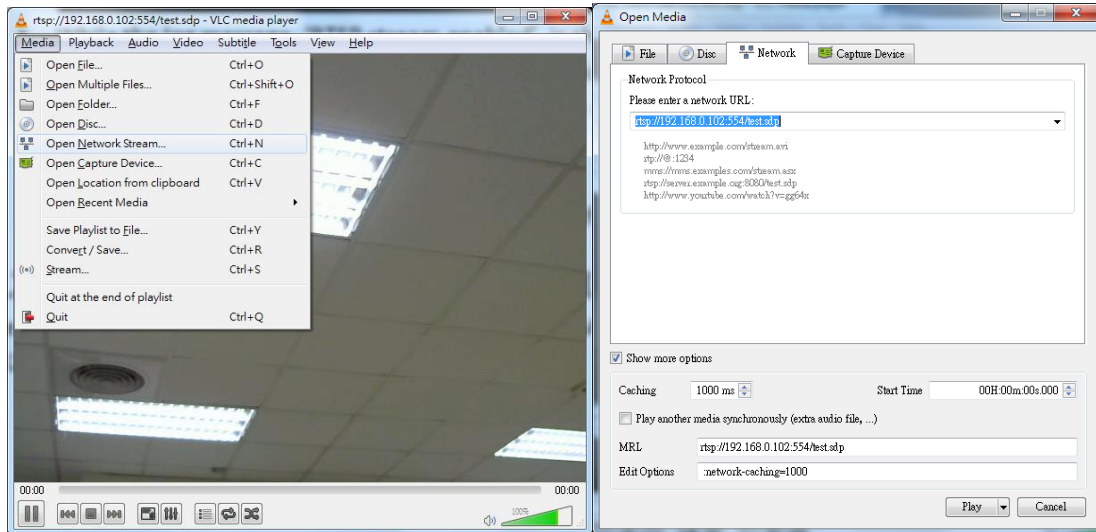 rtsp://192.168.0.102:554/test.sdp - VLC media player
Media Playback Audio Video Subtitle Tools View Help
Open File... Ctrl+O
Open Multiple Files... Ctrl+Shift+O
Open Folder... Ctrl+F
Open Disc... Ctrl+D
Open Network Stream... Ctrl+N
Open Capture Device... Ctrl+C
Open Location from clipboard Ctrl+V
Open Recent Media
Save Playlist to File... Ctrl+Y
Convert / Save... Ctrl+R
Stream... Ctrl+S
Quit at the end of playlist
Quit Ctrl+Q
00:00 00:00
100%
Open Media
File Disc Network Capture Device
Network Protocol
Please enter a network URL:
rtsp://192.168.0.102:554/test.sdp
http://www.example.com/stream.avi
rtp://@:1234
mms://mms.examples.com/stream.asx
rtsp://server.example.org:8080/test.sdp
http://www.yourtube.com/watch?v=gg64x
Show more options
Caching 1000 ms Start Time 00H:00m:00s.000
Play another media synchronously (extra audio file, ...)
MRL rtsp://192.168.0.102:554/test.sdp
Edit Options :network-caching=1000
Play Cancel